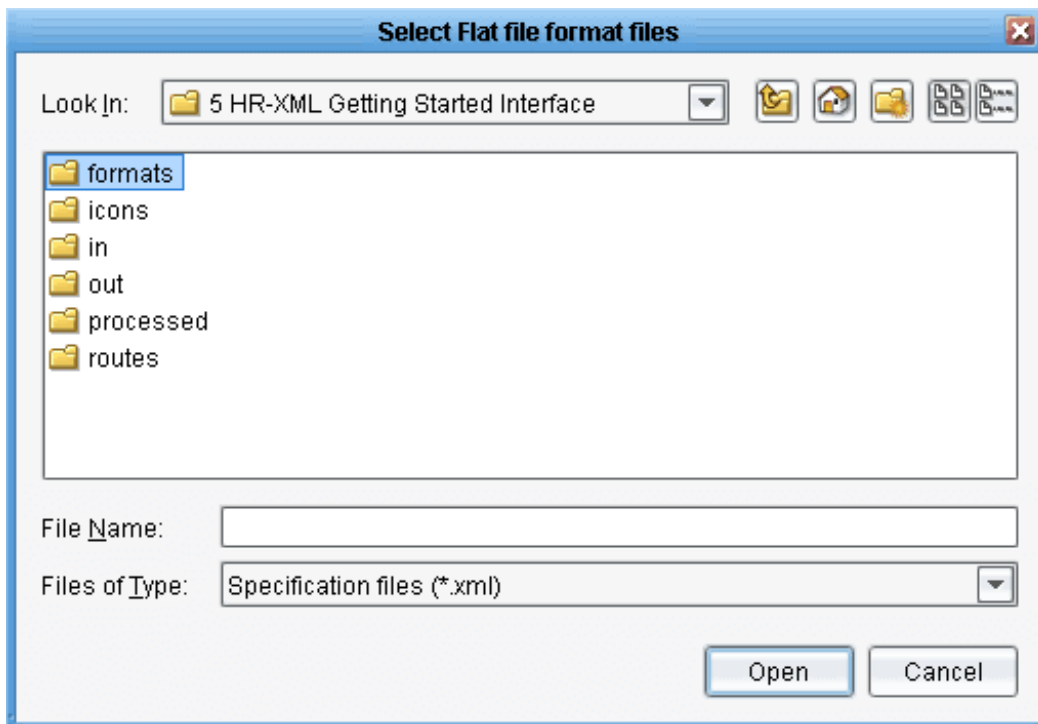 Select Flat file format files
Look In: 5 HR-XML Getting Started Interface
formats
icons
in
out
processed
routes
File Name:
Files of Type: Specification files (*.xml)
Open Cancel